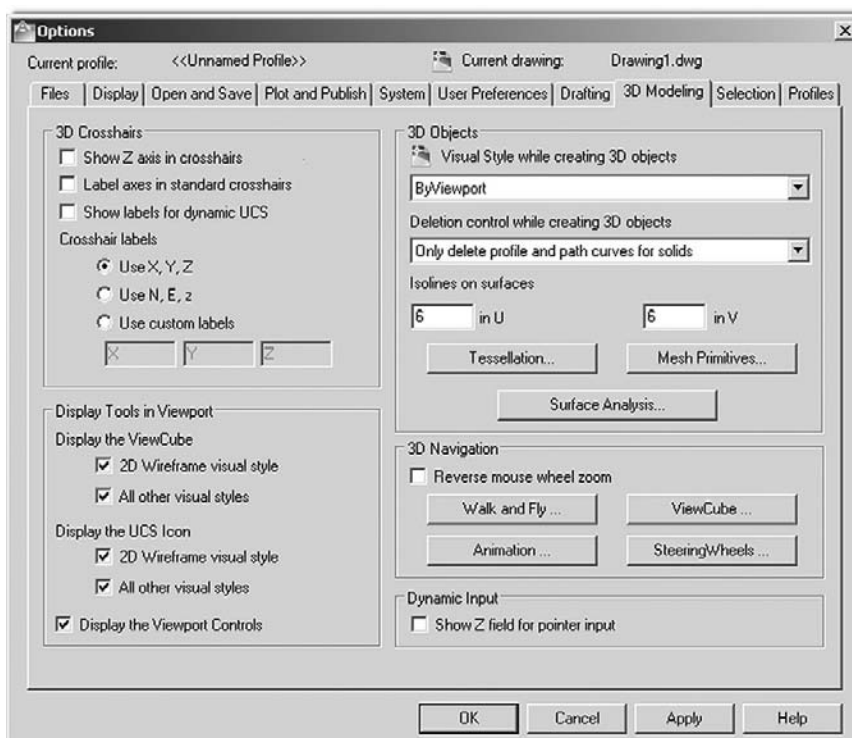 Options
Current profile: <<Unnamed Profile>> Current drawing: Drawing1.dwg
Files Display Open and Save Plot and Publish System User Preferences Drafting 3D Modeling Selection Profiles
3D Crosshairs
Show Z axis in crosshairs
Label axes in standard crosshairs
Show labels for dynamic UCS
Crosshair labels
Use X, Y, Z
Use N, E, z
Use custom labels
X Y Z
Display Tools in Viewport
Display the ViewCube
2D Wireframe visual style
All other visual styles
Display the UCS Icon
2D Wireframe visual style
All other visual styles
Display the Viewport Controls
3D Objects
Visual Style while creating 3D objects
ByViewport
Deletion control while creating 3D objects
Only delete profile and path curves for solids
Isolines on surfaces
6 in U 6 in V
Tessellation... Mesh Primitives...
Surface Analysis...
3D Navigation
Reverse mouse wheel zoom
Walk and Fly ... ViewCube ...
Animation ... SteeringWheels ...
Dynamic Input
Show Z field for pointer input
OK Cancel Apply Help